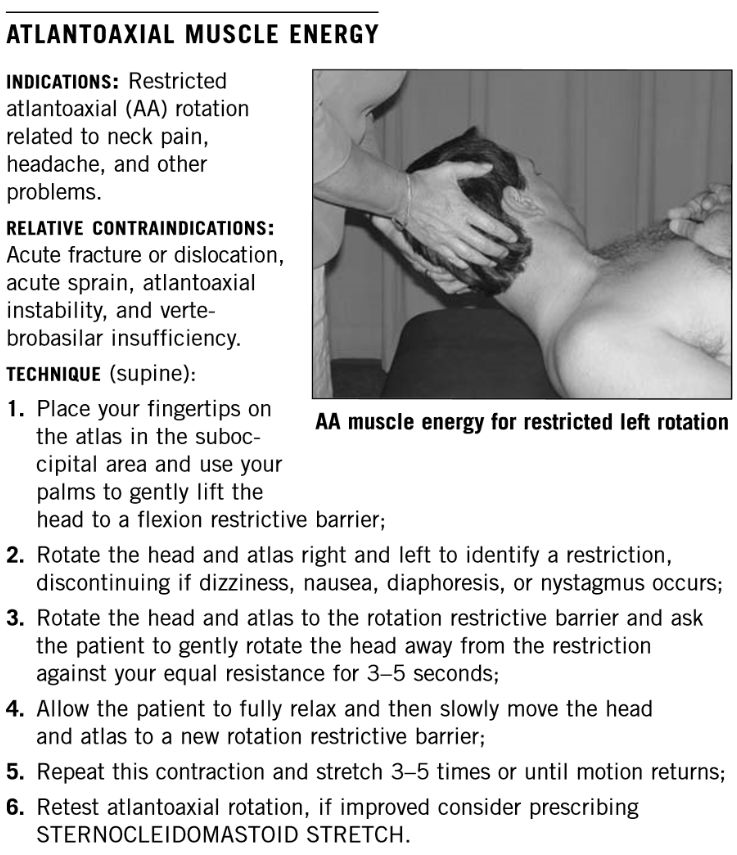 ATLANTOAXIAL MUSCLE ENERGY
INDICATIONS: Restricted
atlantoaxial (AA) rotation
related to neck pain,
headache, and other
problems.
RELATIVE CONTRAINDICATIONS:
Acute fracture or dislocation,
acute sprain, atlantoaxial
instability, and verte-
brobasilar insufficiency.
TECHNIQUE (supine):
1. Place your fingertips on
the atlas in the suboc-
cipital area and use your
palms to gently lift the
head to a flexion restrictive barrier;
AA muscle energy for restricted left rotation
2. Rotate the head and atlas right and left to identify a restriction,
discontinuing if dizziness, nausea, diaphoresis, or nystagmus occurs;
3. Rotate the head and atlas to the rotation restrictive barrier and ask
the patient to gently rotate the head away from the restriction
against your equal resistance for 3–5 seconds;
4. Allow the patient to fully relax and then slowly move the head
and atlas to a new rotation restrictive barrier;
5. Repeat this contraction and stretch 3–5 times or until motion returns;
6. Retest atlantoaxial rotation, if improved consider prescribing
STERNOCLEIDOMASTOID STRETCH.